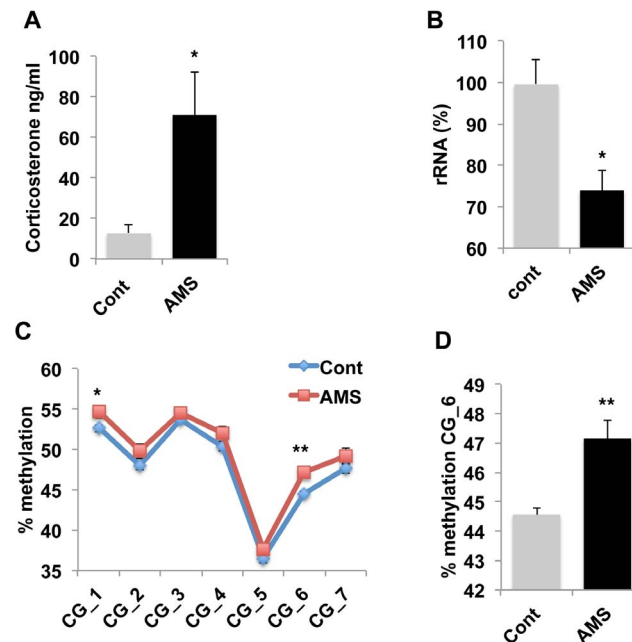 A
Corticosterone ng/ml
100
80
60
40
20
0
*
Cont
AMS
B
rRNA (%)
110
100
90
80
70
60
*
cont
AMS
C
% methylation
60
55
50
45
40
35
*
**
Cont
AMS
CG_1
CG_2
CG_3
CG_4
CG_5
CG_6
CG_7
D
% methylation CG_6
49
48
47
46
45
44
43
42
**
Cont
AMS